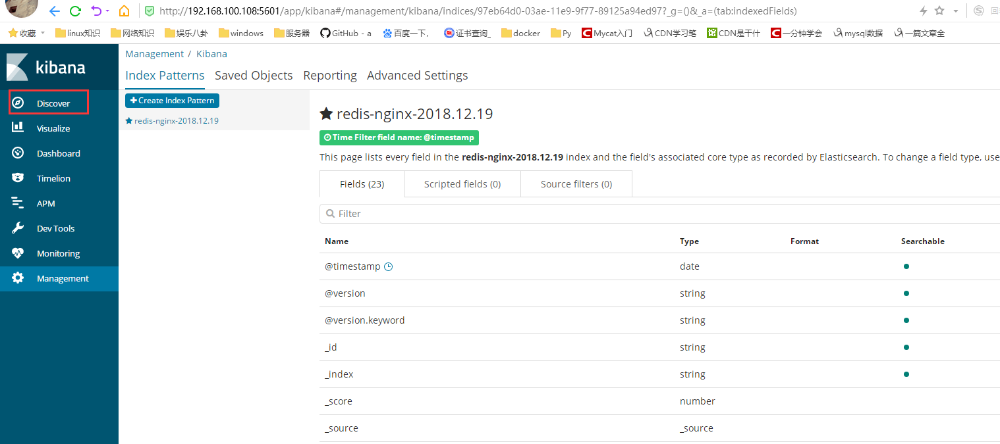 http://192.168.100.108:5601/app/kibana#/management/kibana/indices/97eb64d0-03ae-11e9-9f77-89125a94ed97?_g=()&_a=(tab:indexedFields)
收藏 linux知识 网络知识 娱乐八卦 windows 服务器 GitHub - a 百度一下, 证书查询_ docker Py Mycat入门 CDN学习笔 CDN是干什 一分钟学会 mysql数据 一篇文章全
kibana
Discover
Visualize
Dashboard
Timelion
APM
Dev Tools
Monitoring
Management
Management / Kibana
Index Patterns Saved Objects Reporting Advanced Settings
Create Index Pattern
redis-nginx-2018.12.19
redis-nginx-2018.12.19
Time Filter field name: @timestamp
This page lists every field in the redis-nginx-2018.12.19 index and the field's associated core type as recorded by Elasticsearch. To change a field type, use
Fields (23) Scripted fields (0) Source filters (0)
Filter
Name Type Format Searchable
@timestamp date
@version string
@version.keyword string
_id string
_index string
_score number
_source _source